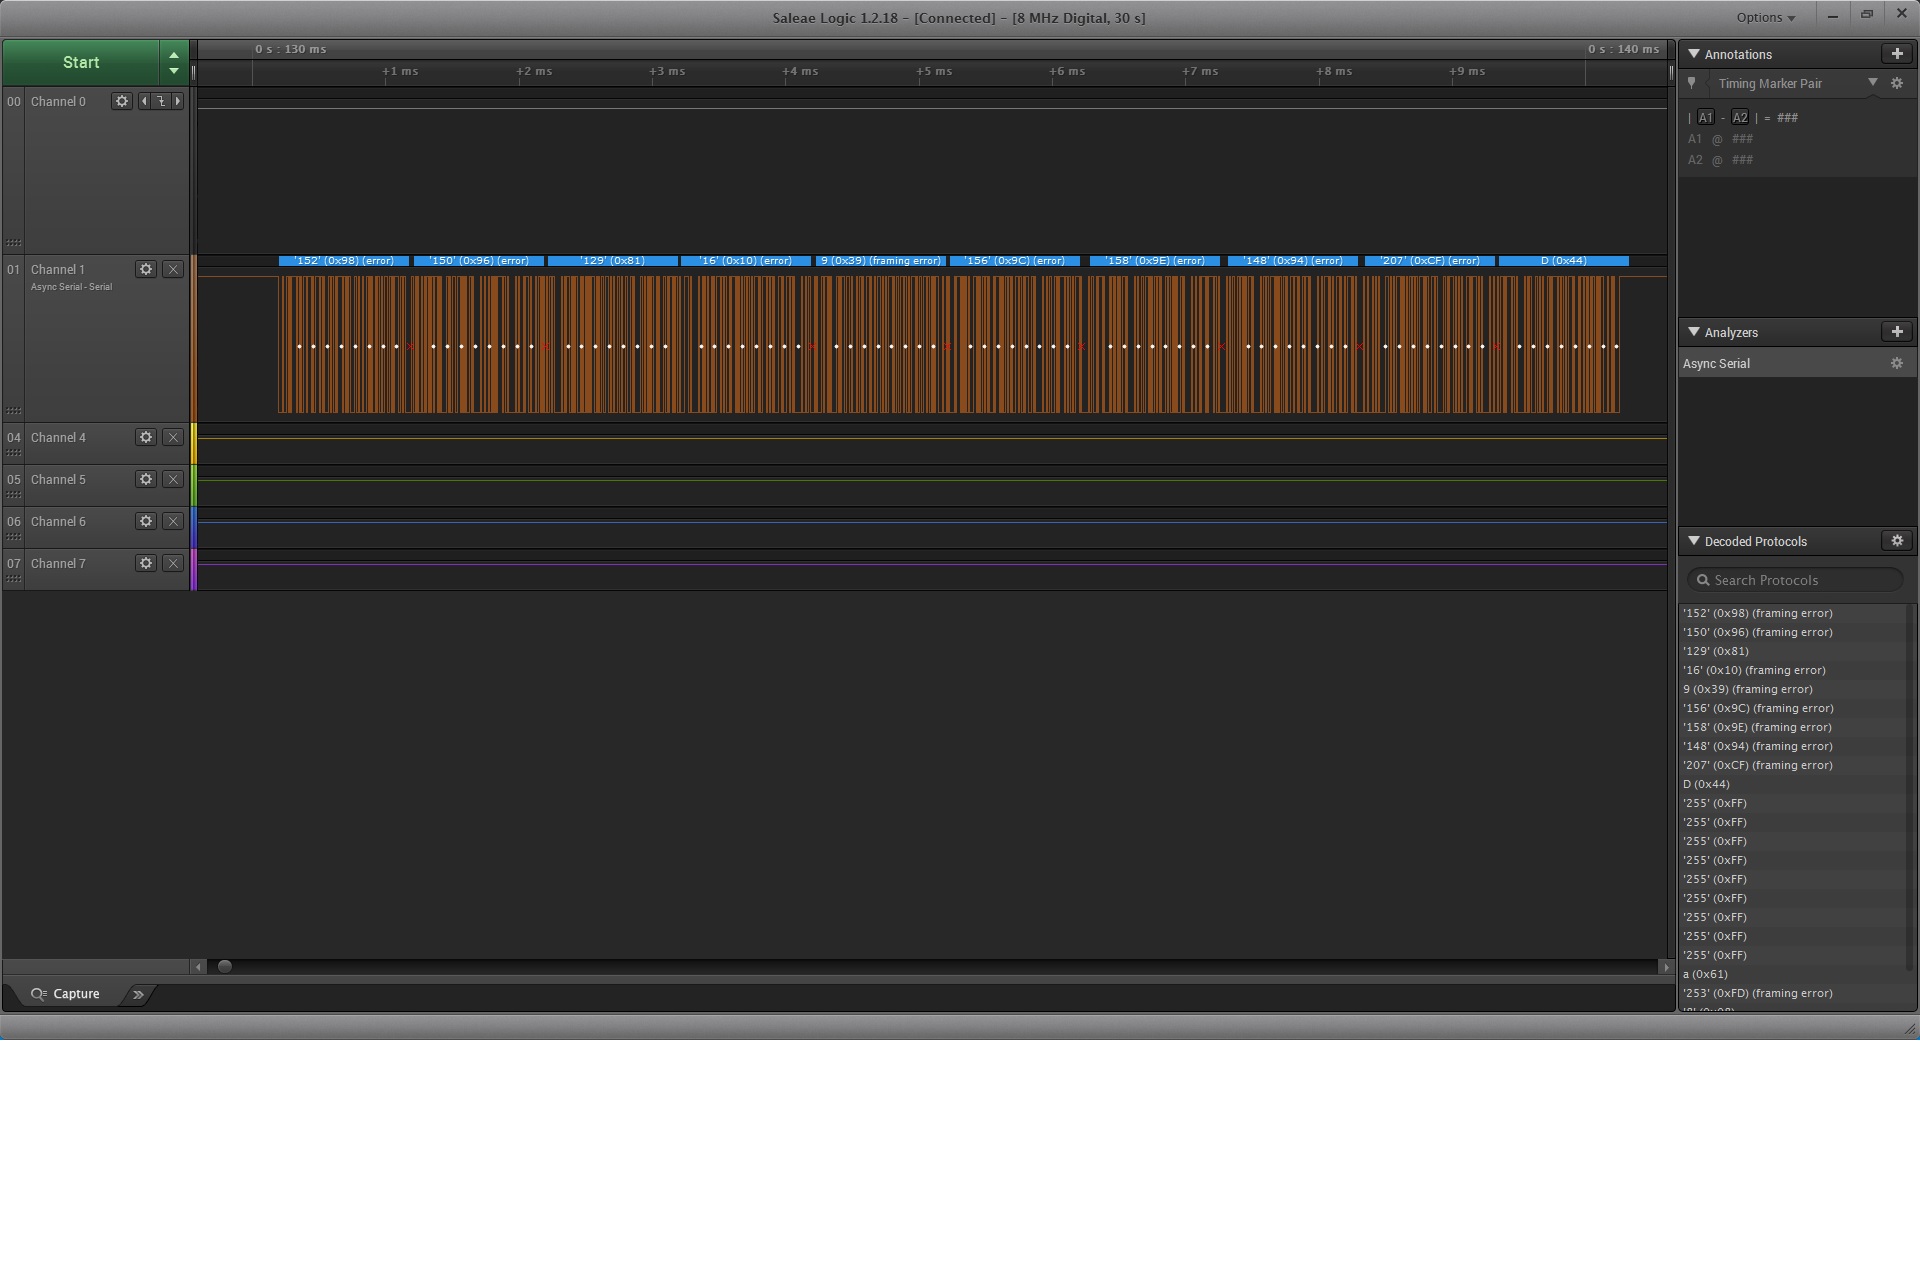 Saleae Logic 1.2.18 - [Connected] - [8 MHz Digital, 30 s]
Options
Start
0 s : 130 ms
0 s : 140 ms
+1 ms
+2 ms
+3 ms
+4 ms
+5 ms
+6 ms
+7 ms
+8 ms
+9 ms
00 Channel 0
01 Channel 1
Async Serial - Serial
'152' (0x98) (error)
'150' (0x96) (error)
'129' (0x81)
'16' (0x10) (error)
9 (0x39) (framing error)
'156' (0x9C) (error)
'158' (0x9E) (error)
'148' (0x94) (error)
'207' (0xCF) (error)
D (0x44)
04 Channel 4
05 Channel 5
06 Channel 6
07 Channel 7
Capture
Annotations
Timing Marker Pair
| A1 - A2 | = ###
A1 @ ###
A2 @ ###
Analyzers
Async Serial
Decoded Protocols
Search Protocols
'152' (0x98) (framing error)
'150' (0x96) (framing error)
'129' (0x81)
'16' (0x10) (framing error)
9 (0x39) (framing error)
'156' (0x9C) (framing error)
'158' (0x9E) (framing error)
'148' (0x94) (framing error)
'207' (0xCF) (framing error)
D (0x44)
'255' (0xFF)
'255' (0xFF)
'255' (0xFF)
'255' (0xFF)
'255' (0xFF)
'255' (0xFF)
'255' (0xFF)
'255' (0xFF)
'255' (0xFF)
a (0x61)
'253' (0xFD) (framing error)